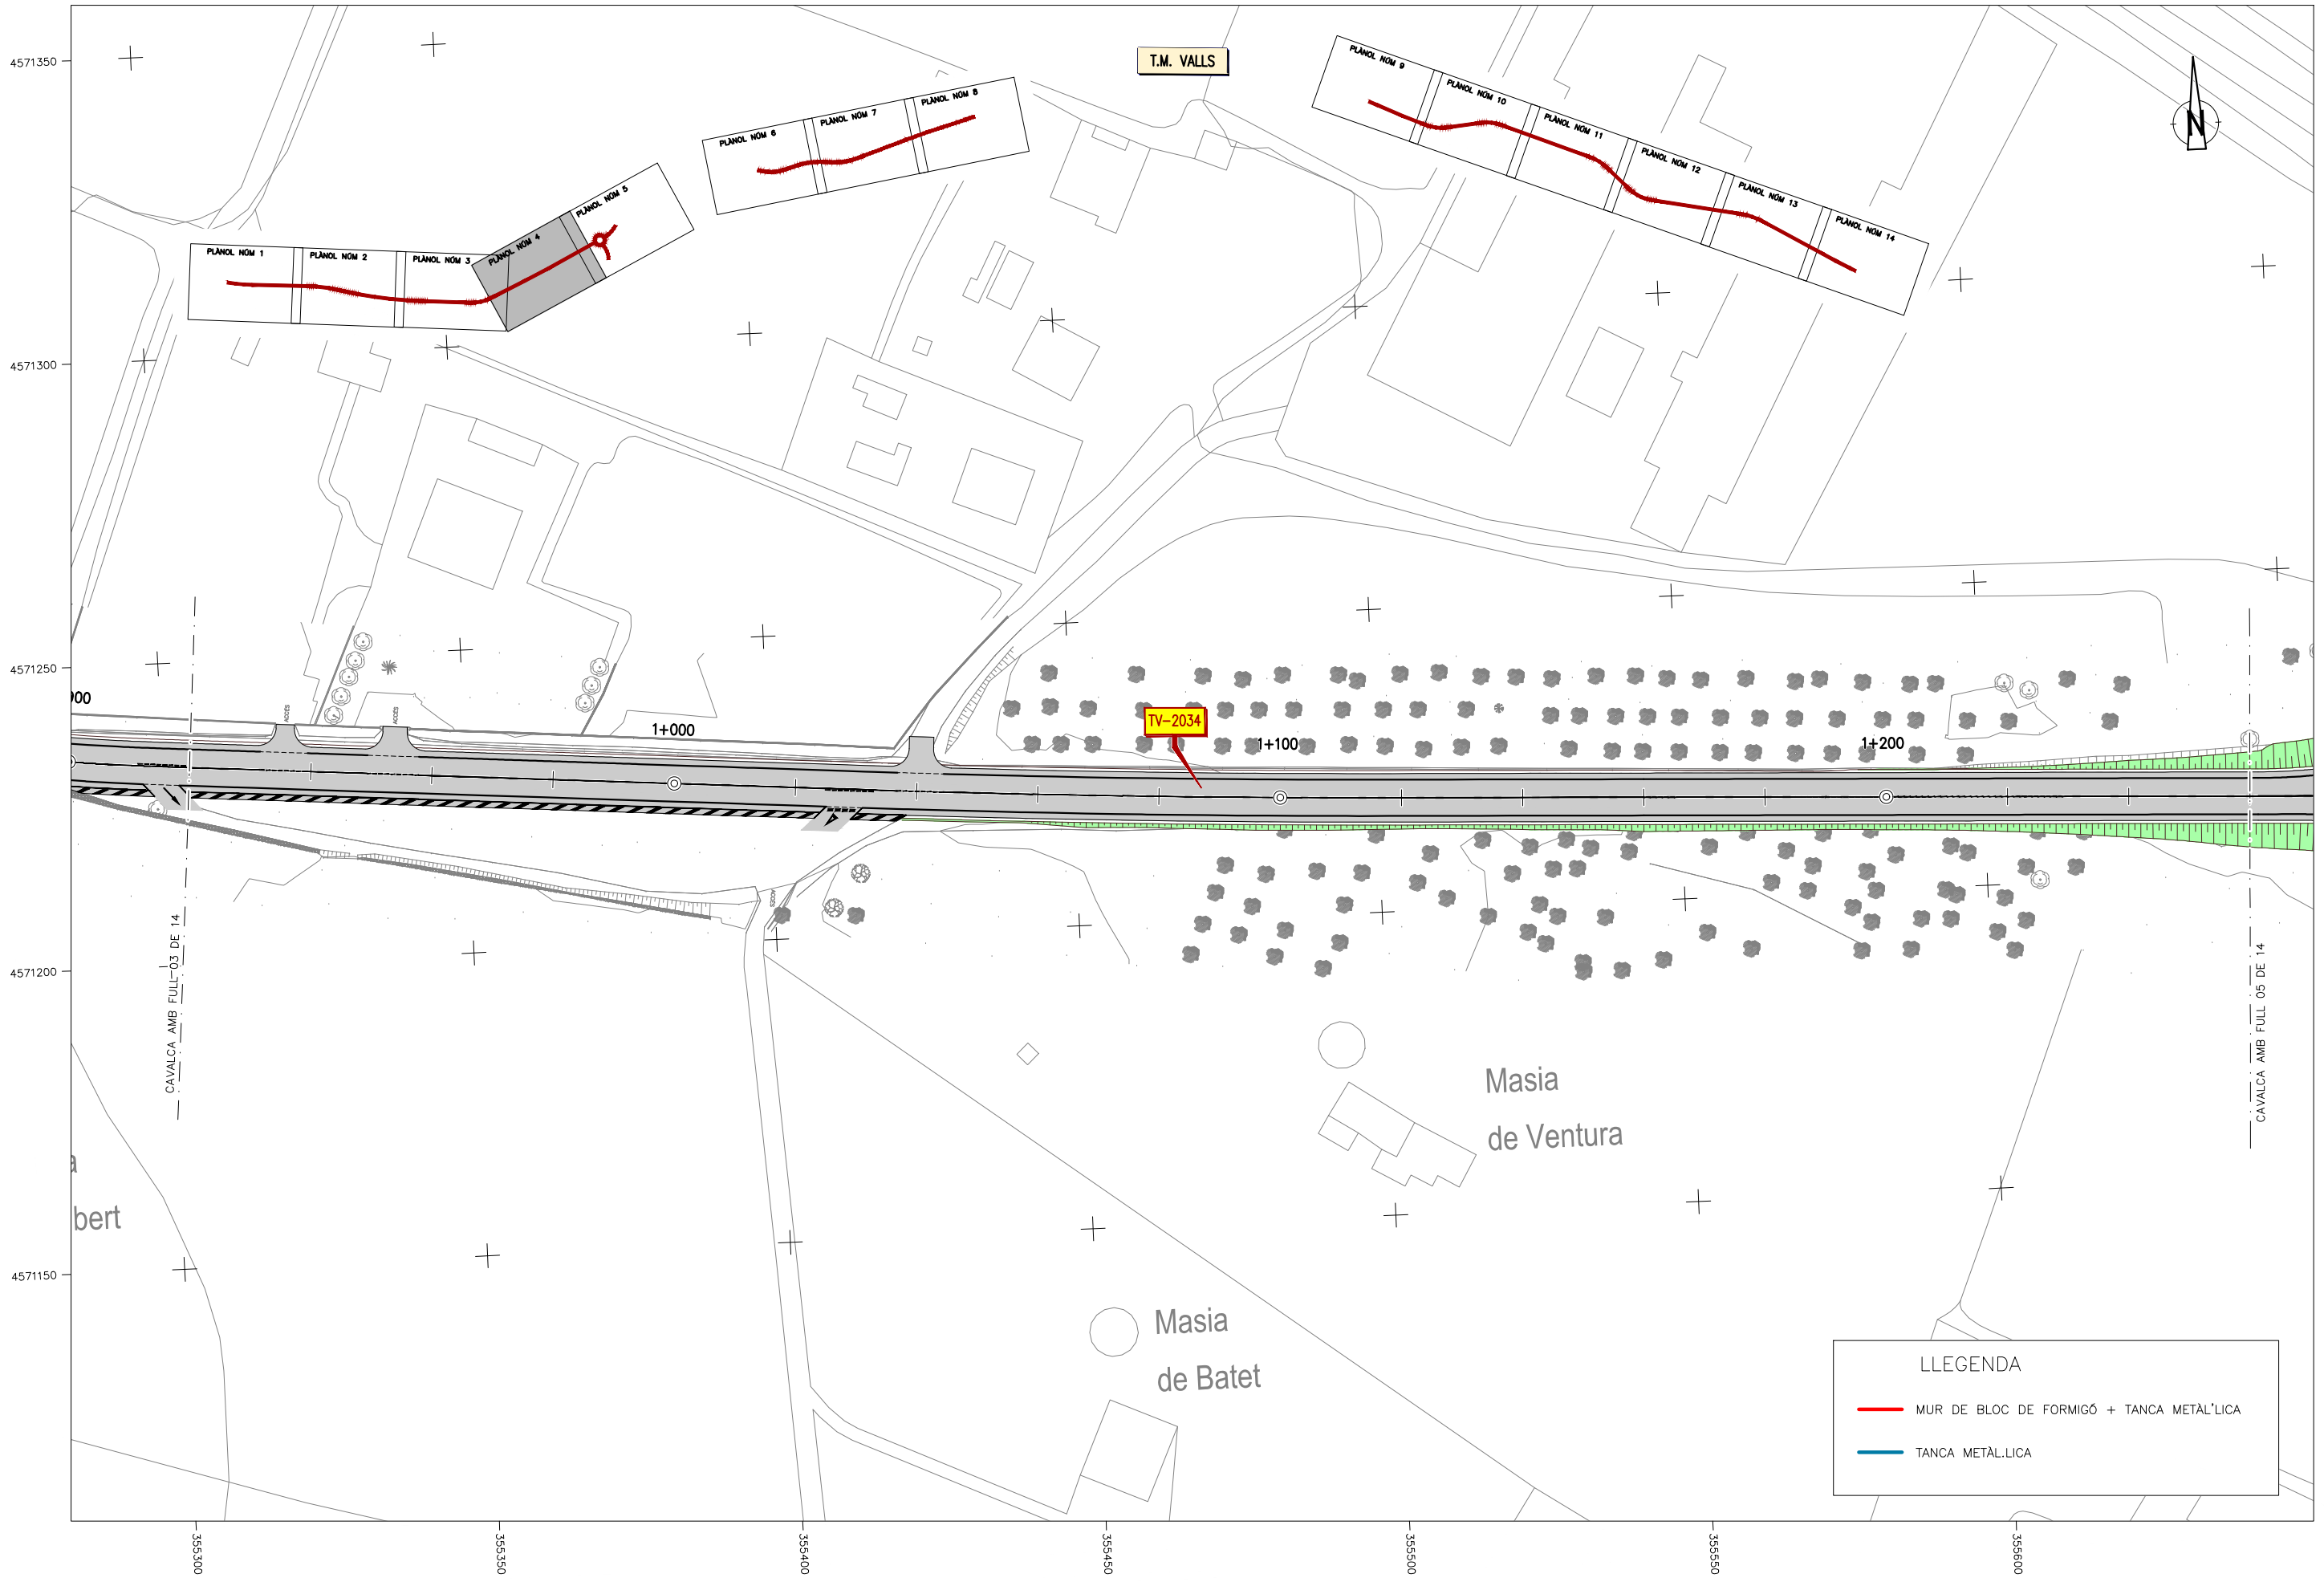 T.M. VALLS
4571350
4571300
4571250
4571200
4571150
PLÀNOL NÚM 1
PLÀNOL NÚM 2
PLÀNOL NÚM 3
PLÀNOL NÚM 4
PLÀNOL NÚM 5
PLÀNOL NÚM 6
PLÀNOL NÚM 7
PLÀNOL NÚM 8
PLÀNOL NÚM 9
PLÀNOL NÚM 10
PLÀNOL NÚM 11
PLÀNOL NÚM 12
PLÀNOL NÚM 13
PLÀNOL NÚM 14
N
900
ACCÉS
ACCÉS
1+000
TV-2034
1+100
1+200
ACCÉS
CAVALCA AMB FULL 03 DE 14
CAVALCA AMB FULL 05 DE 14
Masia
de Ventura
a
bert
Masia
de Batet
LLEGENDA
MUR DE BLOC DE FORMIGÓ + TANCA METÀL'LICA
TANCA METÀL.LICA
355300
355350
355400
355450
355500
355550
355600